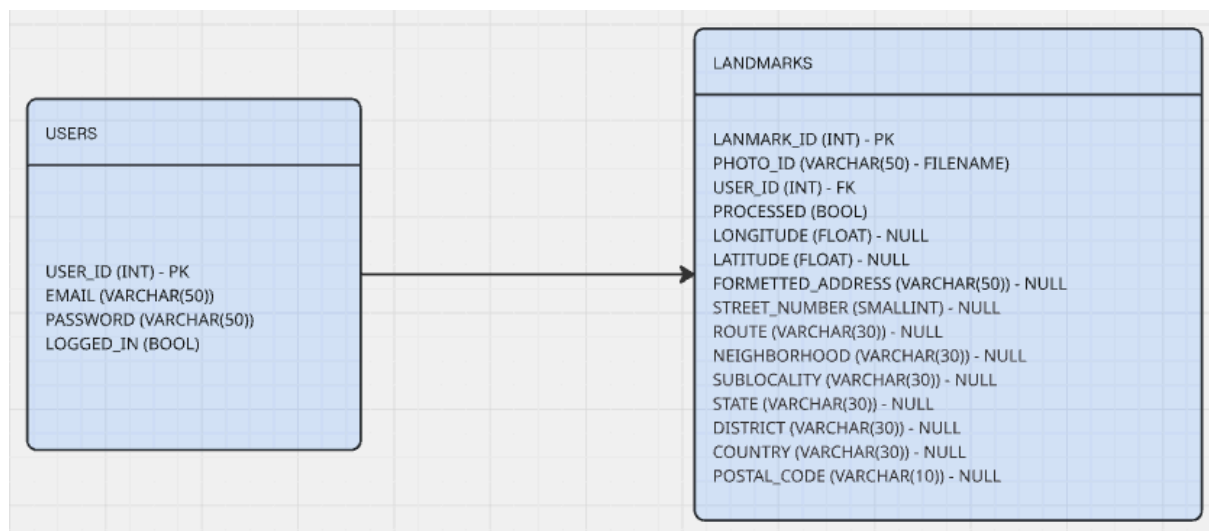 USERS
USER_ID (INT) - PK
EMAIL (VARCHAR(50))
PASSWORD (VARCHAR(50))
LOGGED_IN (BOOL)
LANDMARKS
LANMARK_ID (INT) - PK
PHOTO_ID (VARCHAR(50) - FILENAME)
USER_ID (INT) - FK
PROCESSED (BOOL)
LONGITUDE (FLOAT) - NULL
LATITUDE (FLOAT) - NULL
FORMETTED_ADDRESS (VARCHAR(50)) - NULL
STREET_NUMBER (SMALLINT) - NULL
ROUTE (VARCHAR(30)) - NULL
NEIGHBORHOOD (VARCHAR(30)) - NULL
SUBLOCALITY (VARCHAR(30)) - NULL
STATE (VARCHAR(30)) - NULL
DISTRICT (VARCHAR(30)) - NULL
COUNTRY (VARCHAR(30)) - NULL
POSTAL_CODE (VARCHAR(10)) - NULL